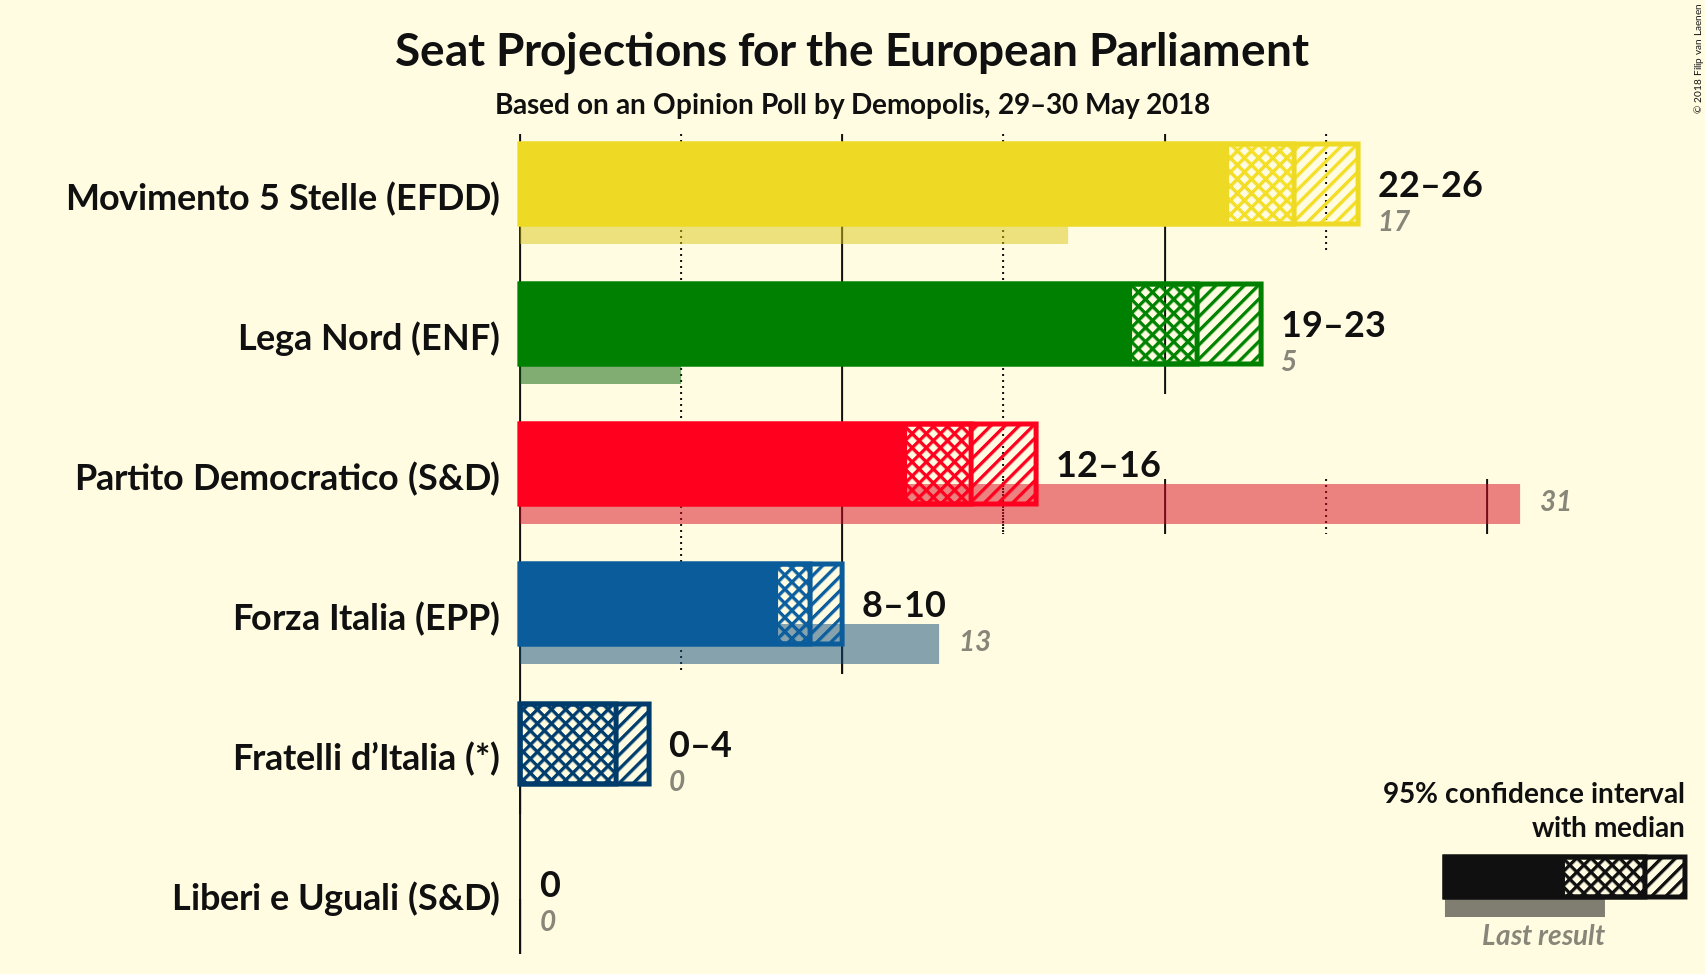 Seat Projections for the European Parliament
Based on an Opinion Poll by Demopolis, 29–30 May 2018
© 2018 Filip van Laenen
Movimento 5 Stelle (EFDD)
22–26
17
Lega Nord (ENF)
19–23
5
Partito Democratico (S&D)
12–16
31
Forza Italia (EPP)
8–10
13
Fratelli d’Italia (*)
0–4
0
Liberi e Uguali (S&D)
0
0
95% confidence interval
with median
Last result